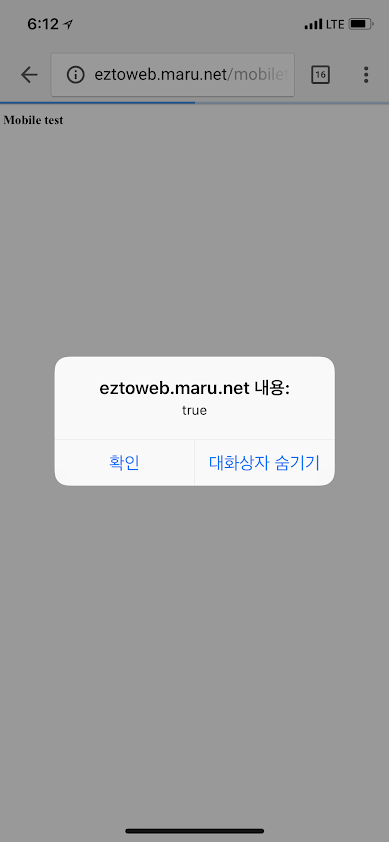 6:12 LTE
eztoweb.maru.net/mobilet 16
Mobile test
eztoweb.maru.net 내용:
true
확인 대화상자 숨기기